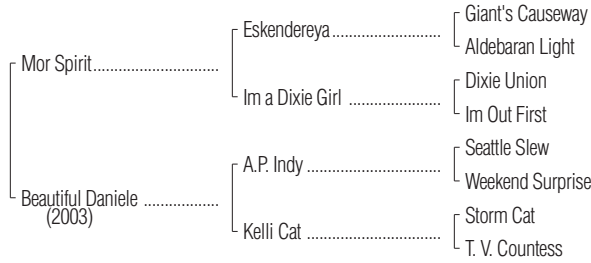 Giant's Causeway
Eskendereya
Aldebaran Light
Mor Spirit
Dixie Union
Im a Dixie Girl
Im Out First
Seattle Slew
A.P. Indy
Weekend Surprise
Beautiful Daniele
(2003)
Storm Cat
Kelli Cat
T. V. Countess